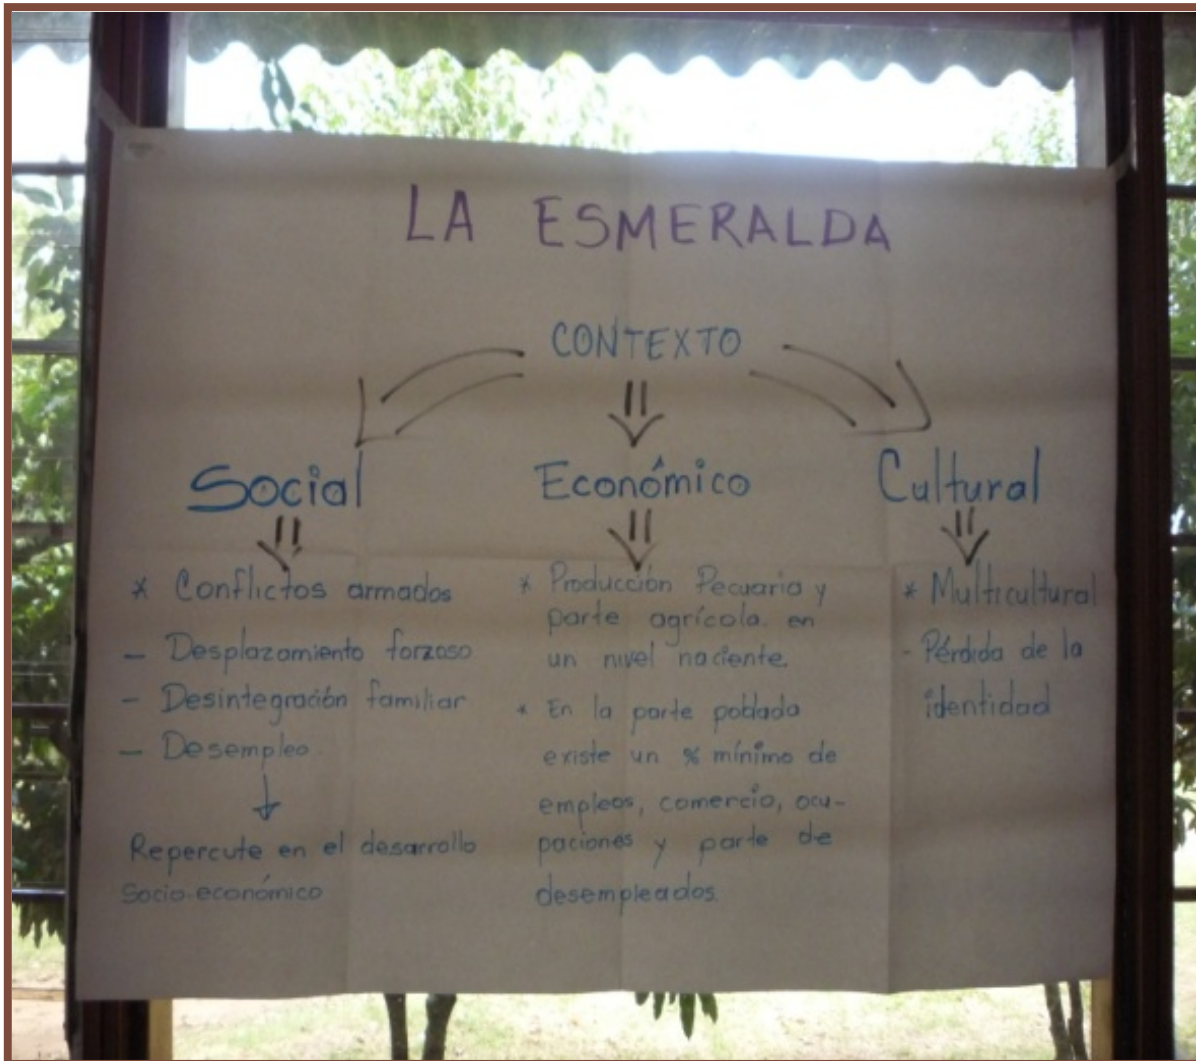 LA ESMERALDA
CONTEXTO
Social
* Conflictos armados
- Desplazamiento forzoso
- Desintegración familiar
- Desempleo
Repercute en el desarrollo
Socio-económico
Económico
* Producción Pecuaria y
parte agrícola. en
un nivel naciente.
* En la parte poblada
existe un % mínimo de
empleos, comercio, ocu-
paciones y parte de
desempleados.
Cultural
* Multicultural
- Pérdida de la
identidad